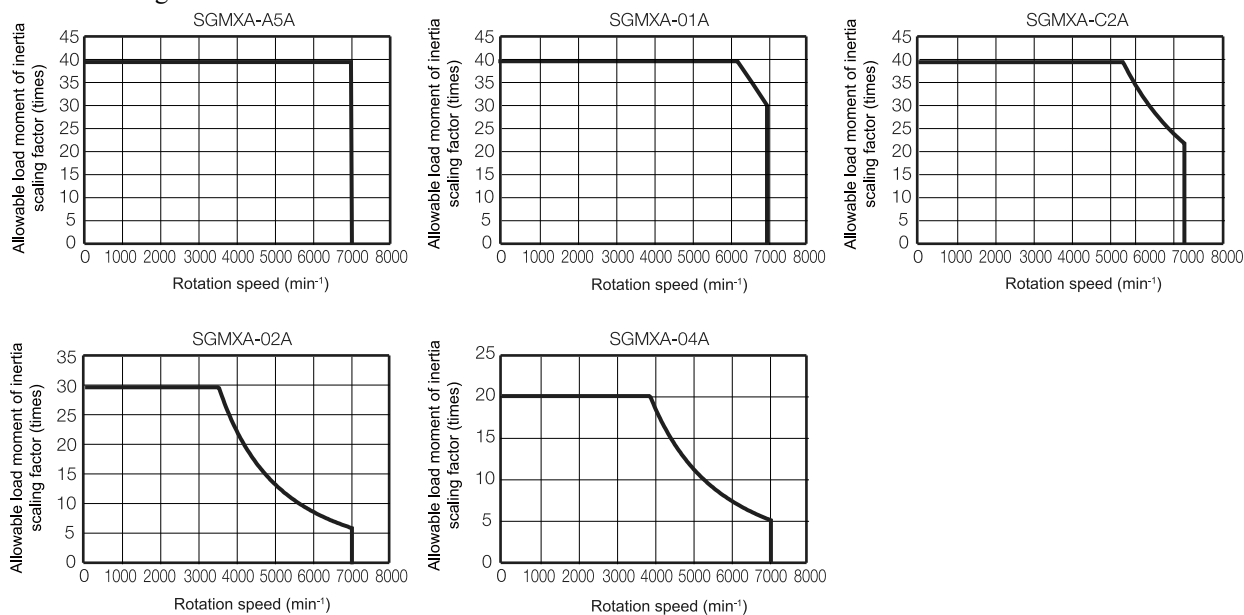 SGMXA-A5A
Allowable load moment of inertia
scaling factor (times)
45
40
35
30
25
20
15
10
5
0
0 1000 2000 3000 4000 5000 6000 7000 8000
Rotation speed (min-1)
SGMXA-01A
Allowable load moment of inertia
scaling factor (times)
45
40
35
30
25
20
15
10
5
0
0 1000 2000 3000 4000 5000 6000 7000 8000
Rotation speed (min-1)
SGMXA-C2A
Allowable load moment of inertia
scaling factor (times)
45
40
35
30
25
20
15
10
5
0
0 1000 2000 3000 4000 5000 6000 7000 8000
Rotation speed (min-1)
SGMXA-02A
Allowable load moment of inertia
scaling factor (times)
35
30
25
20
15
10
5
0
0 1000 2000 3000 4000 5000 6000 7000 8000
Rotation speed (min-1)
SGMXA-04A
Allowable load moment of inertia
scaling factor (times)
25
20
15
10
5
0
0 1000 2000 3000 4000 5000 6000 7000 8000
Rotation speed (min-1)